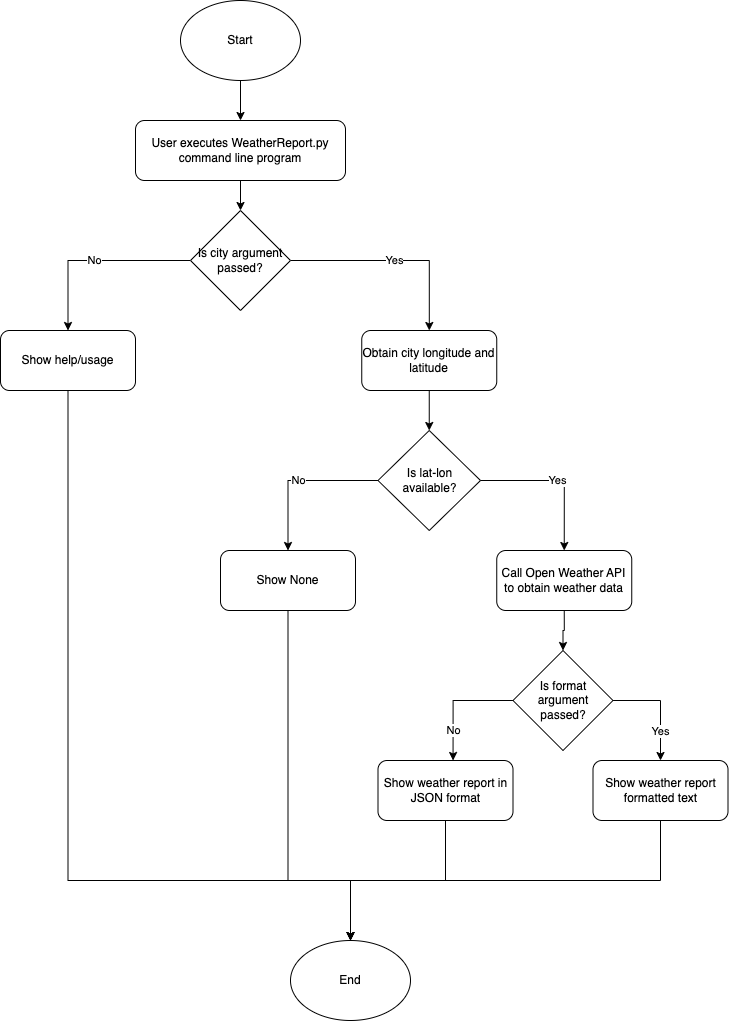 Start
User executes WeatherReport.py
command line program
Is city argument
passed?
No
Yes
Show help/usage
Obtain city longitude and
latitude
Is lat-lon
available?
No
Yes
Show None
Call Open Weather API
to obtain weather data
Is format
argument
passed?
No
Yes
Show weather report in
JSON format
Show weather report
formatted text
End